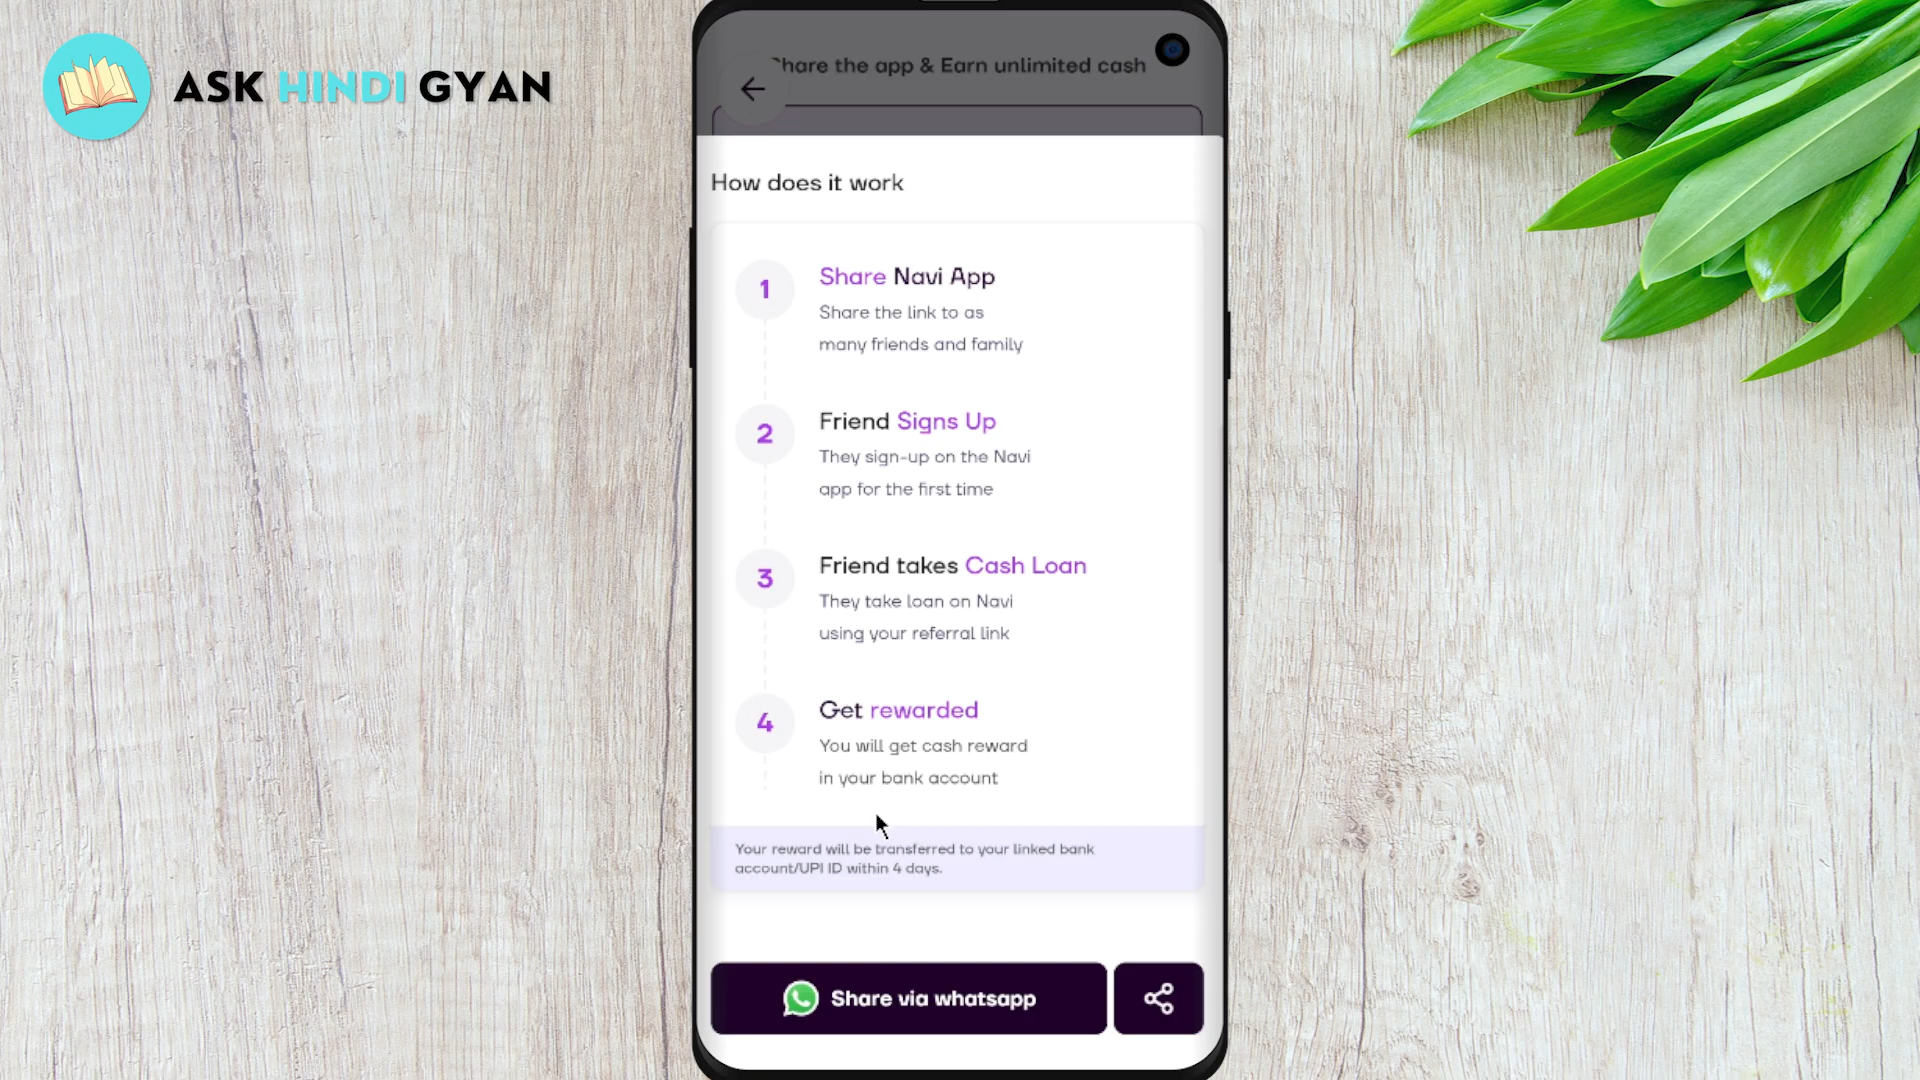 ASK HINDI GYAN
Share the app & Earn unlimited cash
How does it work
1
Share Navi App
Share the link to as
many friends and family
2
Friend Signs Up
They sign-up on the Navi
app for the first time
3
Friend takes Cash Loan
They take loan on Navi
using your referral link
4
Get rewarded
You will get cash reward
in your bank account
Your reward will be transferred to your linked bank
account/UPI ID within 4 days.
Share via whatsapp